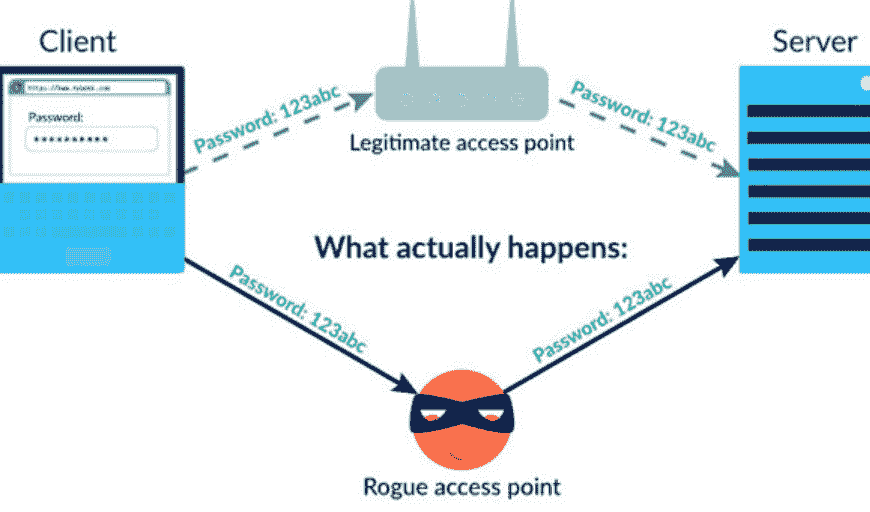 Client
Server
Password:
**********
Password: 123abc
Password: 123abc
Legitimate access point
What actually happens:
Password: 123abc
Password: 123abc
Rogue access point